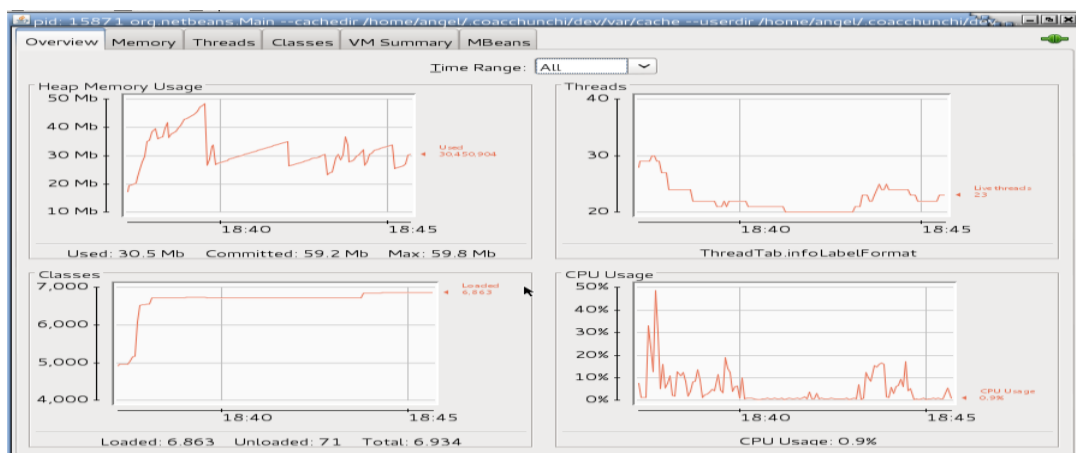 pid: 15871 org.netbeans.Main --cachedir /home/angel/.coacchunchi/dev/var/cache --userdir /home/angel/.coacchunchi/
Overview Memory Threads Classes VM Summary MBeans
Time Range: All
Heap Memory Usage
50 Mb
40 Mb
30 Mb
20 Mb
10 Mb
Used
30,450,904
18:40 18:45
Used: 30.5 Mb Committed: 59.2 Mb Max: 59.8 Mb
Threads
40
30
20
Live threads
23
18:40 18:45
ThreadTab.infoLabelFormat
Classes
7,000
6,000
5,000
4,000
Loaded
6,863
18:40 18:45
Loaded: 6.863 Unloaded: 71 Total: 6.934
CPU Usage
50%
40%
30%
20%
10%
0%
CPU Usage
0.9%
18:40 18:45
CPU Usage: 0.9%